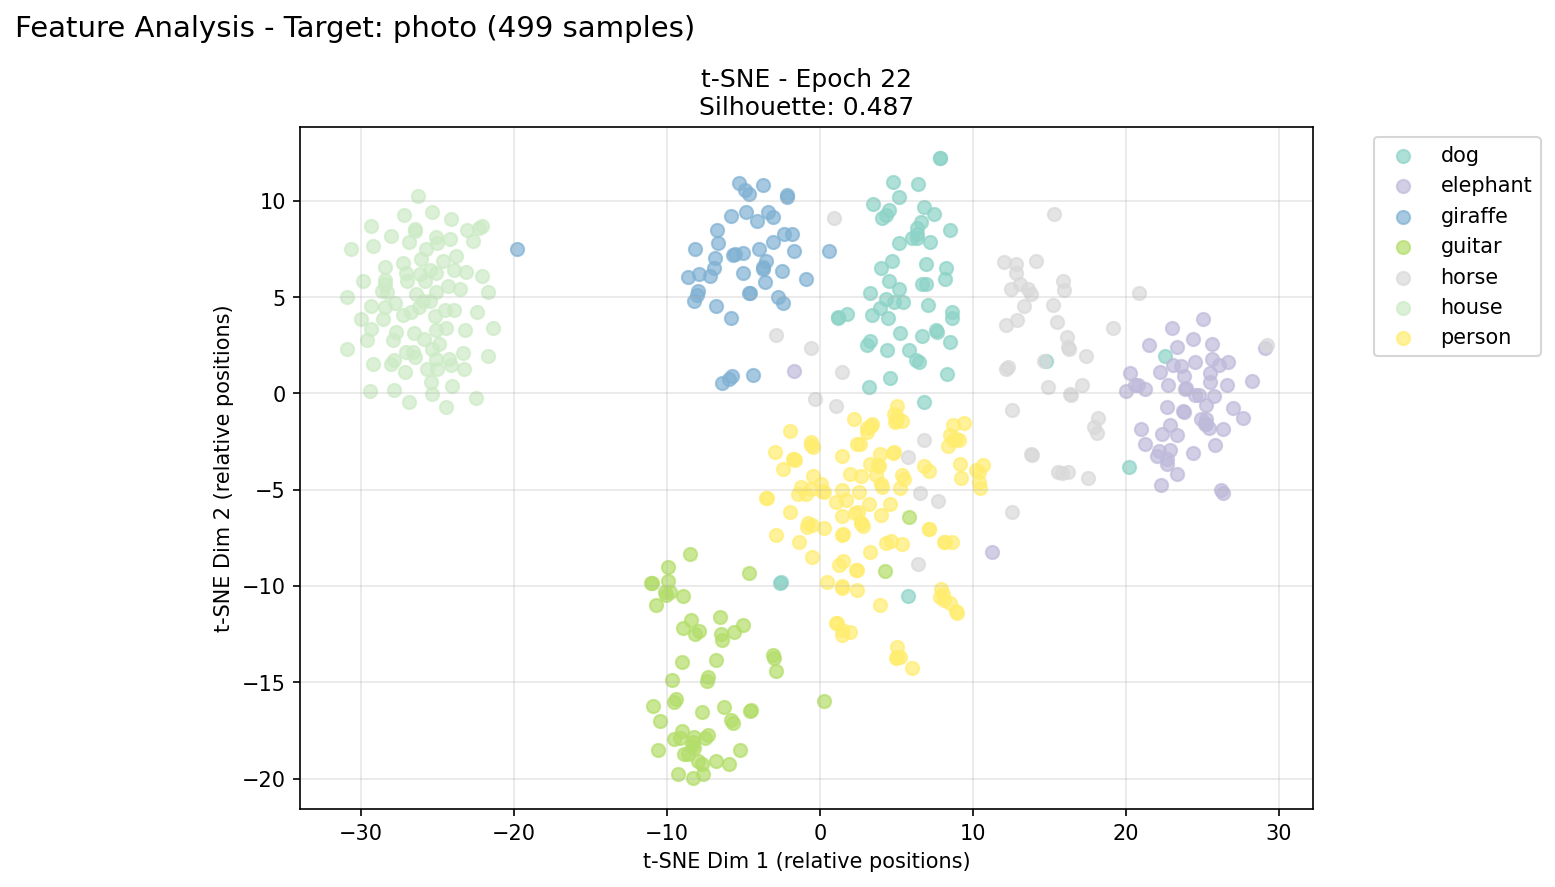 Feature Analysis - Target: photo (499 samples)
t-SNE - Epoch 22
Silhouette: 0.487
dog
elephant
giraffe
guitar
horse
house
person
10
5
0
−5
−10
−15
−20
t-SNE Dim 2 (relative positions)
−30
−20
−10
0
10
20
30
t-SNE Dim 1 (relative positions)